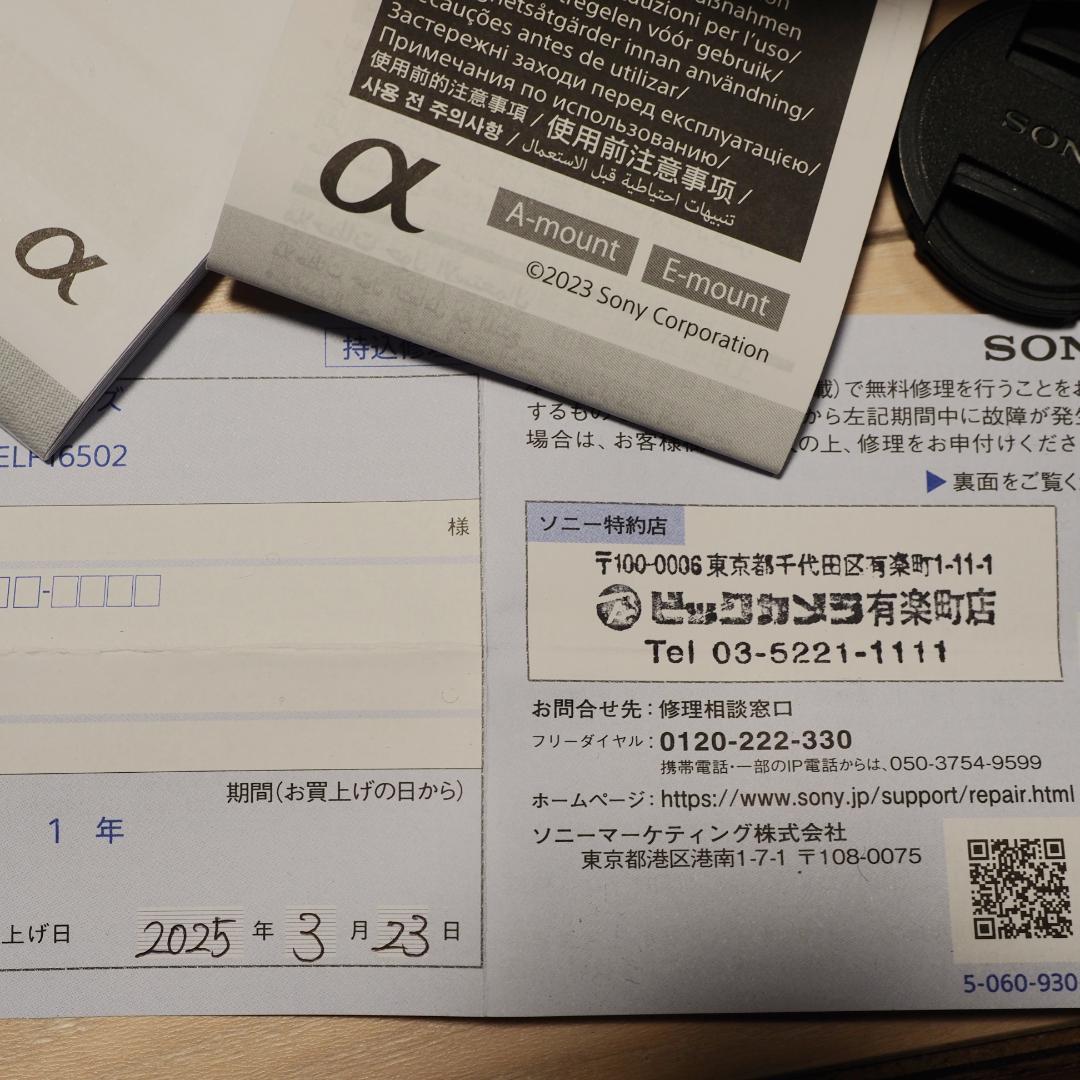 per l'uso/
voór gebruik/
innan användning/
antes de utilizar/
Застережні заходи перед експлуатацією/
Примечания по использованию/
使用前的注意事項 / 使用前注意事项 /
사용 전 주의사항 / تنبيهات احتياطية قبل الاستعمال
α
α
A-mount
E-mount
©2023 Sony Corporation
SON
持込修
ズ
6502
様
期間(お買上げの日から)
1 年
上げ日 2025 年 3 月 23 日
SON
で無料修理を行うことをお
するもの
から左記期間中に故障が発生
場合は、お客様
の上、修理をお申付けくださ
▶裏面をご覧く
ソニー特約店
〒100-0006 東京都千代田区有楽町1-11-1
ビックカメラ有楽町店
Tel 03-5221-1111
お問合せ先:修理相談窓口
フリーダイヤル:0120-222-330
携帯電話・一部のIP電話からは、050-3754-9599
ホームページ:https://www.sony.jp/support/repair.html
ソニーマーケティング株式会社
東京都港区港南1-7-1 〒108-0075
5-060-930